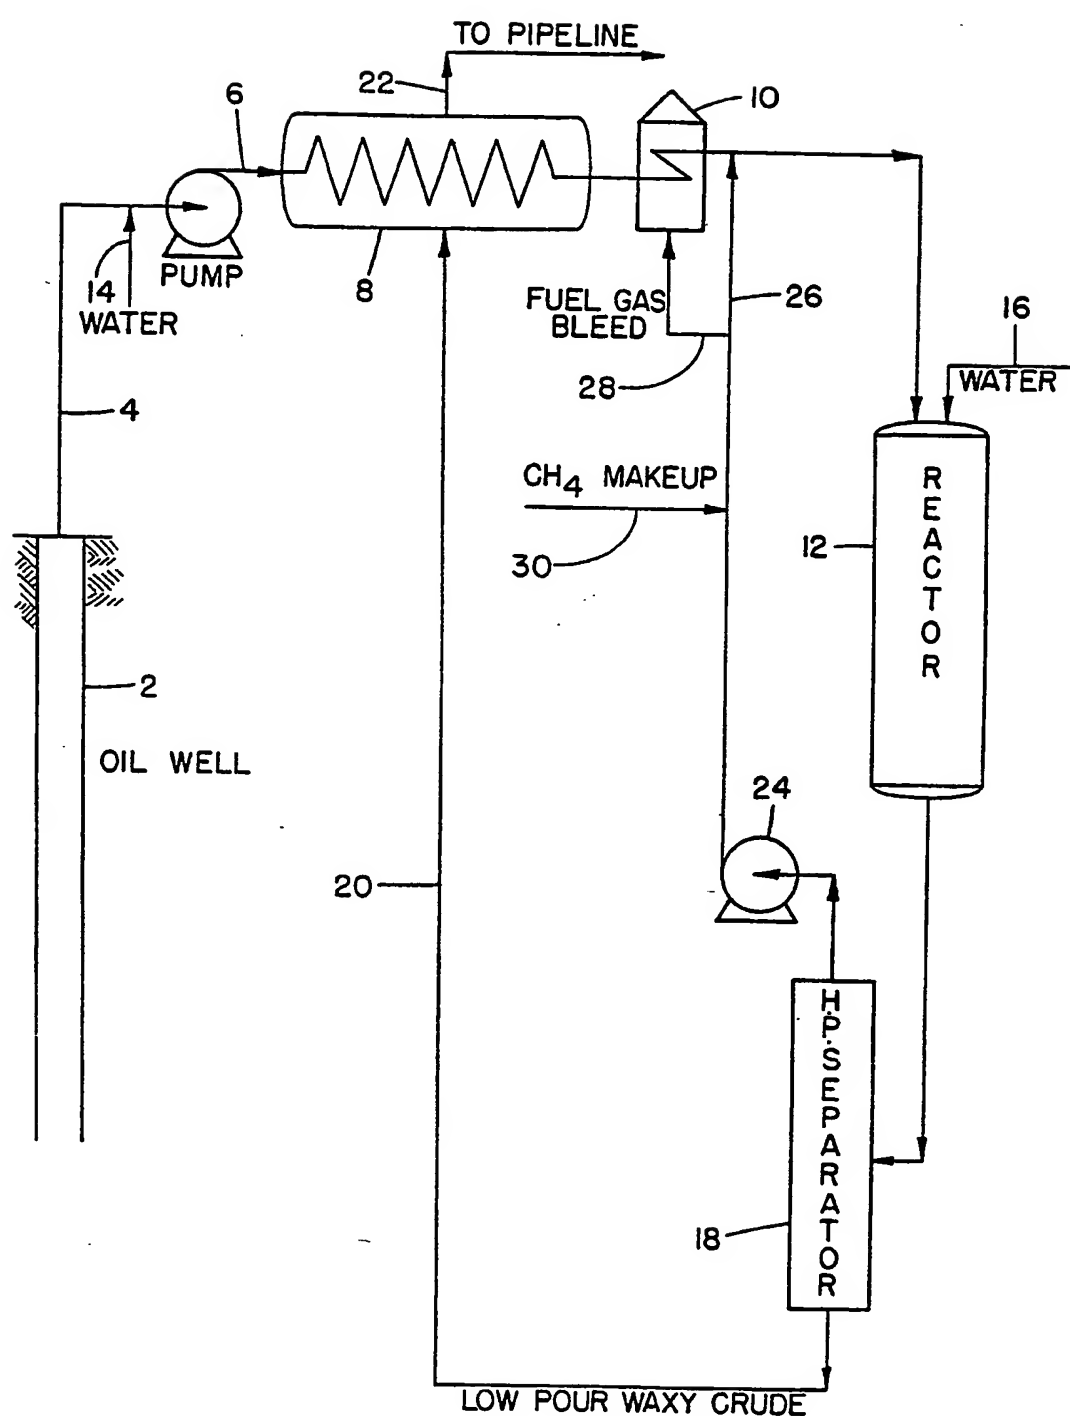 TO PIPELINE
22
6
10
PUMP
14
WATER
8
FUEL GAS
BLEED
26
16
WATER
28
4
CH4 MAKEUP
30
REACTOR
12
2
OIL WELL
24
20
H.P. SEPARATOR
18
LOW POUR WAXY CRUDE